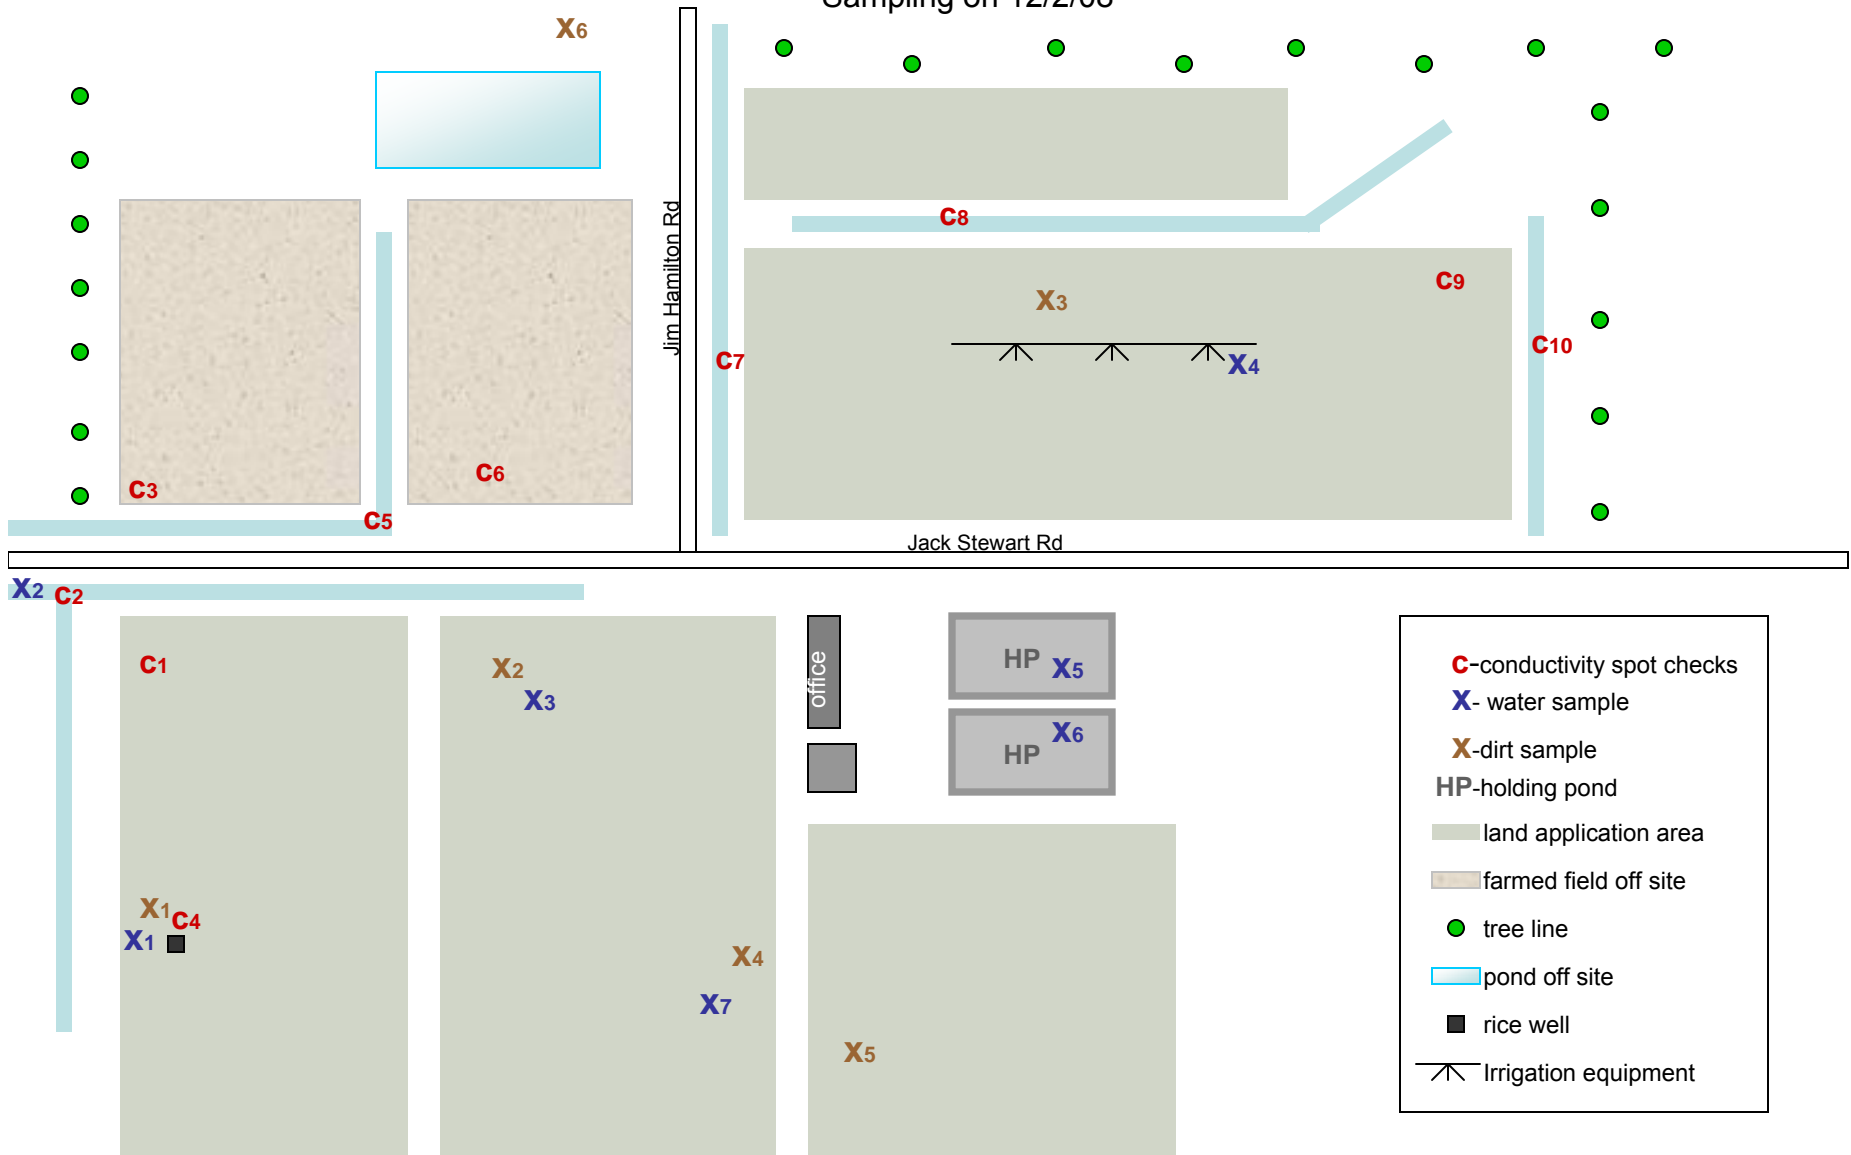 Sampling on 12/2/08
X6
Jim Hamilton Rd
C8
C9
X3
C7
X4
C10
C6
C3
C5
Jack Stewart Rd
X2
C2
C1
X2
X3
office
HP
X5
HP
X6
X1
C4
X1
X4
X7
X5
C-conductivity spot checks
X- water sample
X-dirt sample
HP-holding pond
land application area
farmed field off site
tree line
pond off site
rice well
Irrigation equipment